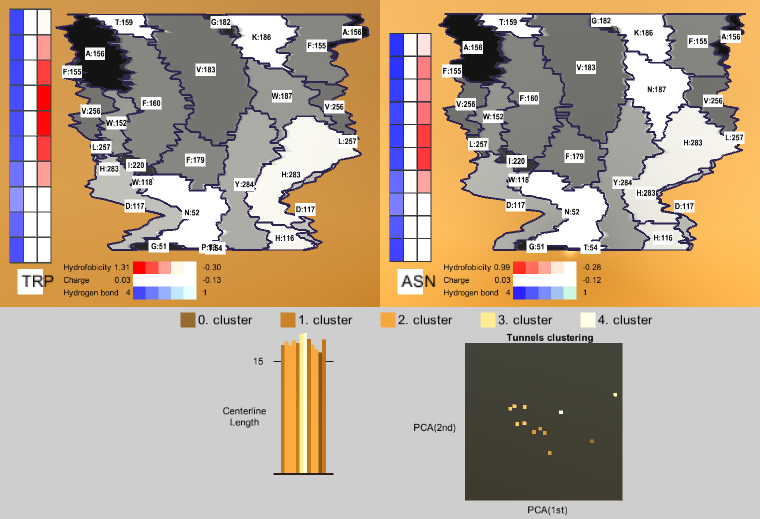 T:159
G:182
K:186
A:156
F:155
A:156
F:155
V:183
W:187
V:256
V:256
F:160
W:152
L:257
L:257
H:283
I:220
F:179
H:283
W:118
Y:284
D:117
N:52
D:117
H:116
G:51
T:54
TRP
Hydrofobicity 1.31 -0.30
Charge 0.03 -0.13
Hydrogen bond 4 1
T:159
G:182
K:186
A:156
F:155
A:156
F:155
V:183
N:187
V:256
V:256
F:160
W:152
L:257
L:257
H:283
I:220
F:179
W:118
Y:284
H:283
D:117
N:52
D:117
H:116
G:51
T:54
ASN
Hydrofobicity 0.99 -0.28
Charge 0.03 -0.12
Hydrogen bond 4 1
0. cluster 1. cluster 2. cluster 3. cluster 4. cluster
15
Centerline
Length
Tunnels clustering
PCA(2nd)
PCA(1st)